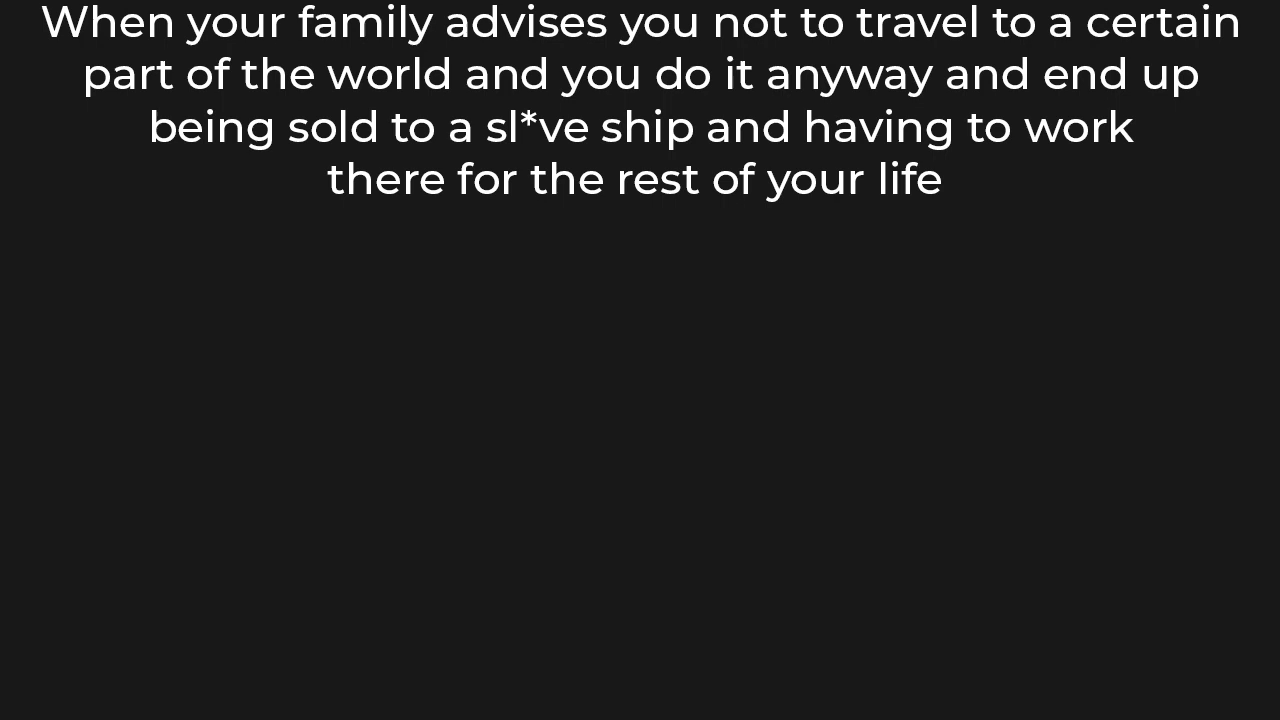 When your family advises you not to travel to a certain
part of the world and you do it anyway and end up
being sold to a sl*ve ship and having to work
there for the rest of your life